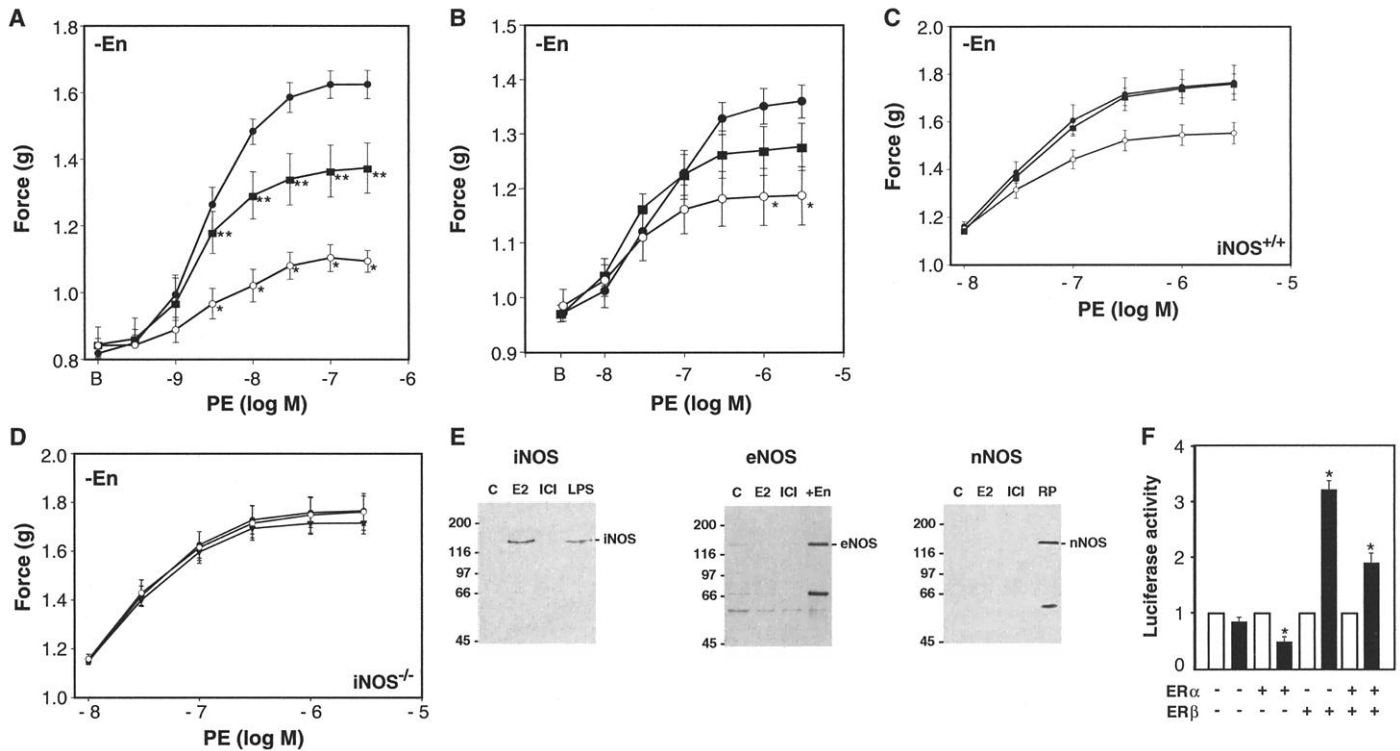 A
-En
1.8
1.6
1.4
1.2
1.0
0.8
Force (g)
** ** ** ** **
* * * * *
B -9 -8 -7 -6
PE (log M)
B
-En
1.5
1.4
1.3
1.2
1.1
1.0
0.9
Force (g)
* *
B -8 -7 -6 -5
PE (log M)
C
-En
2.0
1.8
1.6
1.4
1.2
1.0
Force (g)
iNOS+/+
- 8 - 7 - 6 - 5
PE (log M)
D
-En
2.0
1.8
1.6
1.4
1.2
1.0
Force (g)
iNOS-/-
- 8 - 7 - 6 - 5
PE (log M)
E
iNOS
C E2 ICI LPS
200
116
97
66
45
iNOS
eNOS
C E2 ICI +En
200
116
97
66
45
eNOS
nNOS
C E2 ICI RP
200
116
97
66
45
nNOS
F
4
3
2
1
0
Luciferase activity
* * *
*
ERα - - + + - - + +
ERβ - - - - + + + +